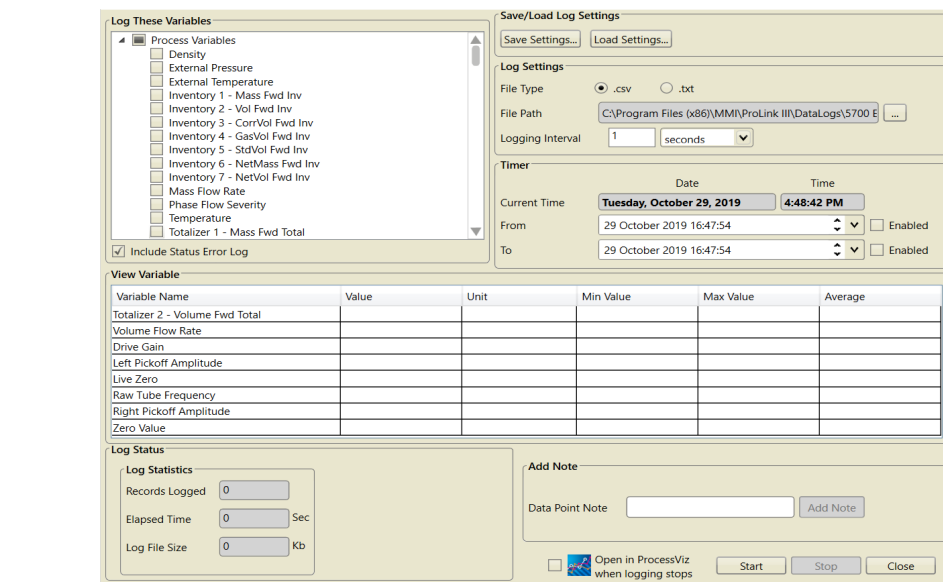 Log These Variables
Process Variables
Density
External Pressure
External Temperature
Inventory 1 - Mass Fwd Inv
Inventory 2 - Vol Fwd Inv
Inventory 3 - CorrVol Fwd Inv
Inventory 4 - GasVol Fwd Inv
Inventory 5 - StdVol Fwd Inv
Inventory 6 - NetMass Fwd Inv
Inventory 7 - NetVol Fwd Inv
Mass Flow Rate
Phase Flow Severity
Temperature
Totalizer 1 - Mass Fwd Total
Include Status Error Log
Save/Load Log Settings
Save Settings... Load Settings...
Log Settings
File Type .csv .txt
File Path C:\Program Files (x86)\MMI\ProLink III\DataLogs\5700 E ...
Logging Interval 1 seconds
Timer
Date Time
Current Time Tuesday, October 29, 2019 4:48:42 PM
From 29 October 2019 16:47:54 Enabled
To 29 October 2019 16:47:54 Enabled
View Variable
Variable Name Value Unit Min Value Max Value Average
Totalizer 2 - Volume Fwd Total
Volume Flow Rate
Drive Gain
Left Pickoff Amplitude
Live Zero
Raw Tube Frequency
Right Pickoff Amplitude
Zero Value
Log Status
Log Statistics
Records Logged 0
Elapsed Time 0 Sec
Log File Size 0 Kb
Add Note
Data Point Note Add Note
Open in ProcessViz
when logging stops
Start Stop Close